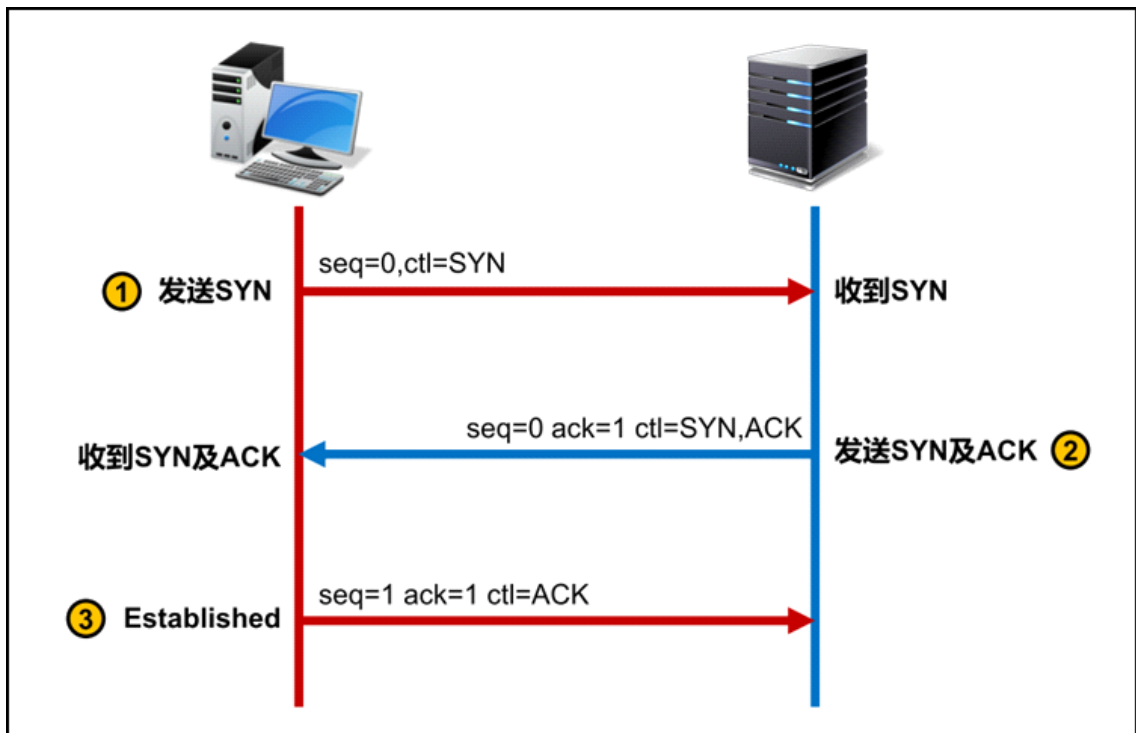 seq=0,ctl=SYN
1 发送SYN
收到SYN
seq=0 ack=1 ctl=SYN,ACK
收到SYN及ACK
发送SYN及ACK 2
seq=1 ack=1 ctl=ACK
3 Established